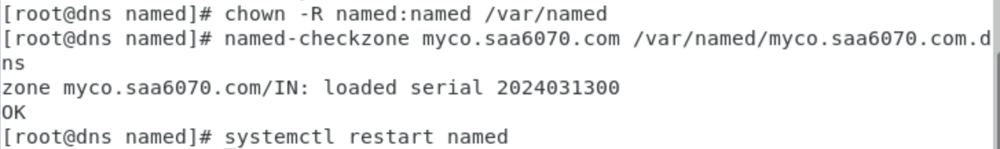 [root@dns named]# chown -R named:named /var/named
[root@dns named]# named-checkzone myco.saa6070.com /var/named/myco.saa6070.com.d
ns
zone myco.saa6070.com/IN: loaded serial 2024031300
OK
[root@dns named]# systemctl restart named